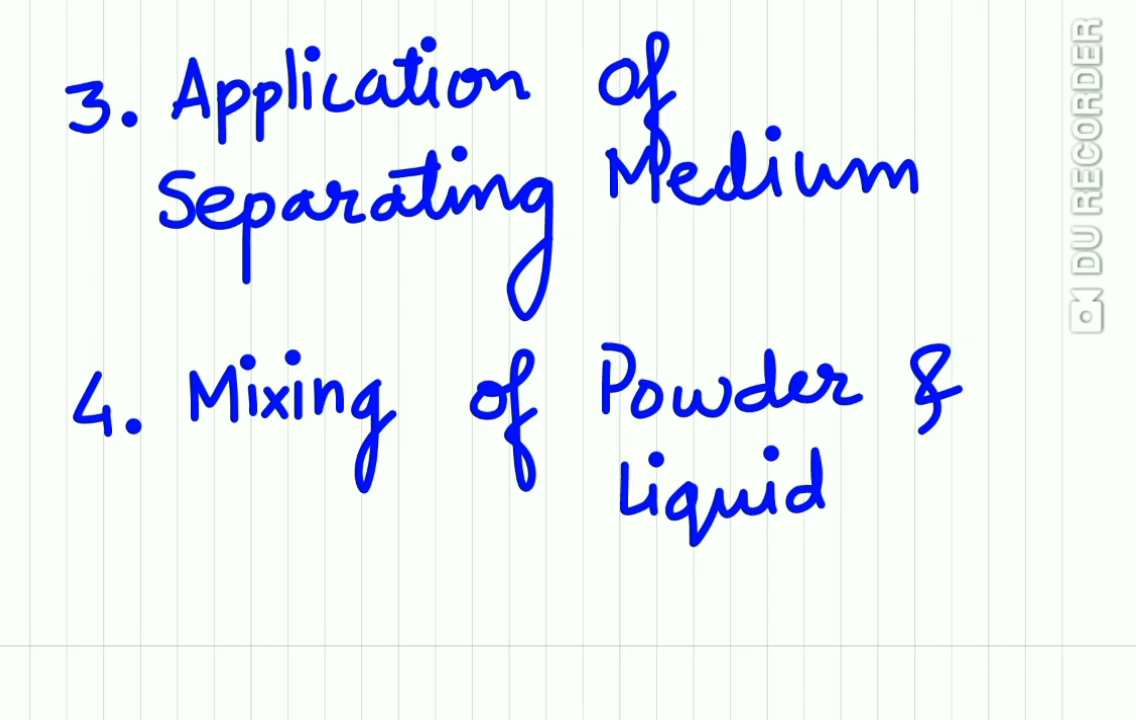 3. Application of
Separating Medium
4. Mixing of Powder &
Liquid
DU RECORDER